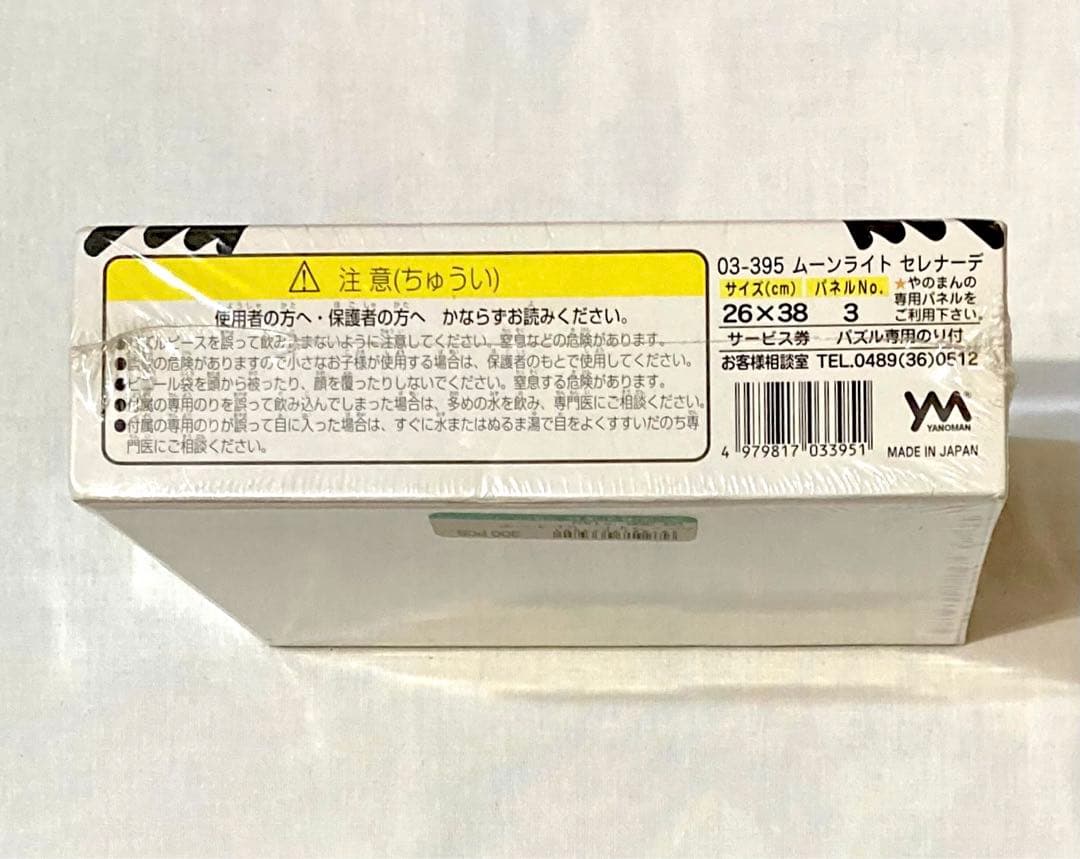 注意(ちゅうい)
使用者の方へ・保護者の方へ かならずお読みください。
ズルピースを誤って飲み込まないように注意してください。窒息などの危険があります。
●窒息の危険がありますので小さなお子様が使用する場合は、保護者のもとで使用してください。
●ビニール袋を頭から被ったり、顔を覆ったりしないでください。窒息する危険があります。
●付属の専用のりを誤って飲み込んでしまった場合は、多めの水を飲み、専門医にご相談ください。
●付属の専用のりが誤って目に入った場合は、すぐに水またはぬるま湯で目をよくすすいだのち専
門医にご相談ください。
03-395 ムーンライト セレナーデ
サイズ(cm) パネルNo.
26×38 3
★やのまんの
専用パネルを
ご利用下さい。
サービス券 パズル専用のり付
お客様相談室 TEL.0489(36)0512
4 979817 033951
YM
YANOMAN
MADE IN JAPAN
300 PCS